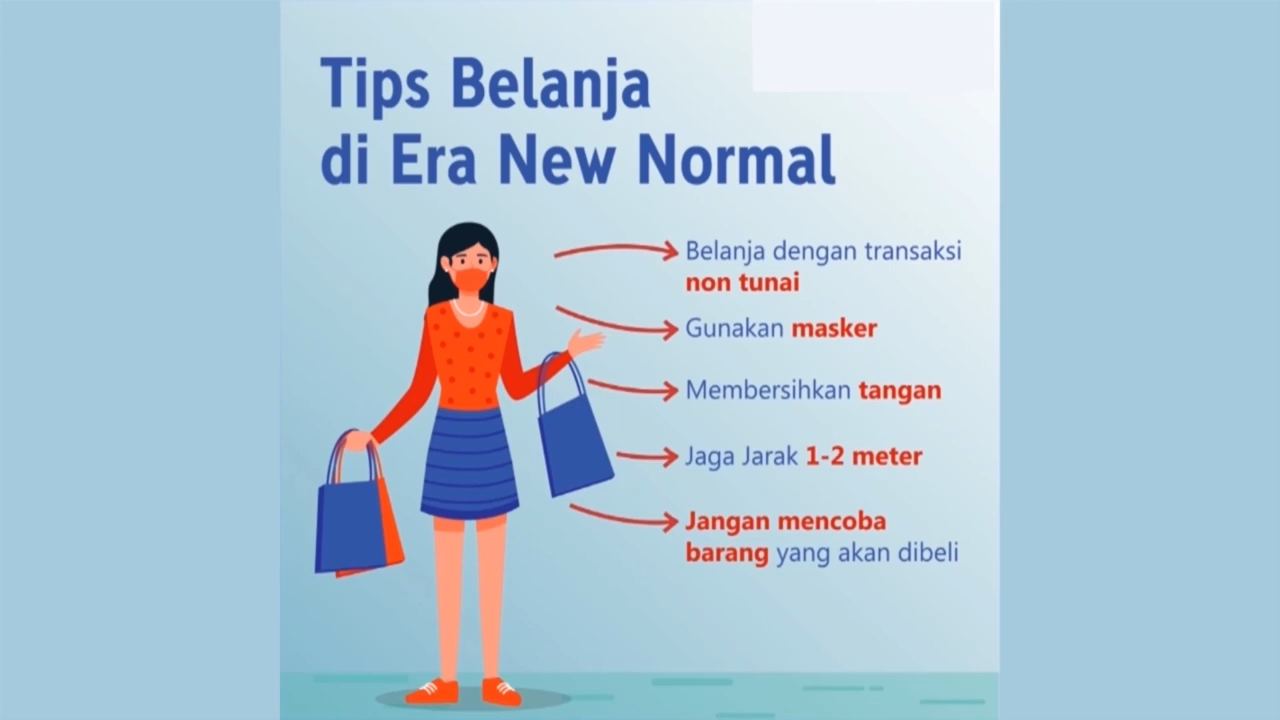 Tips Belanja
di Era New Normal
Belanja dengan transaksi
non tunai
Gunakan masker
Membersihkan tangan
Jaga Jarak 1-2 meter
Jangan mencoba
barang yang akan dibeli